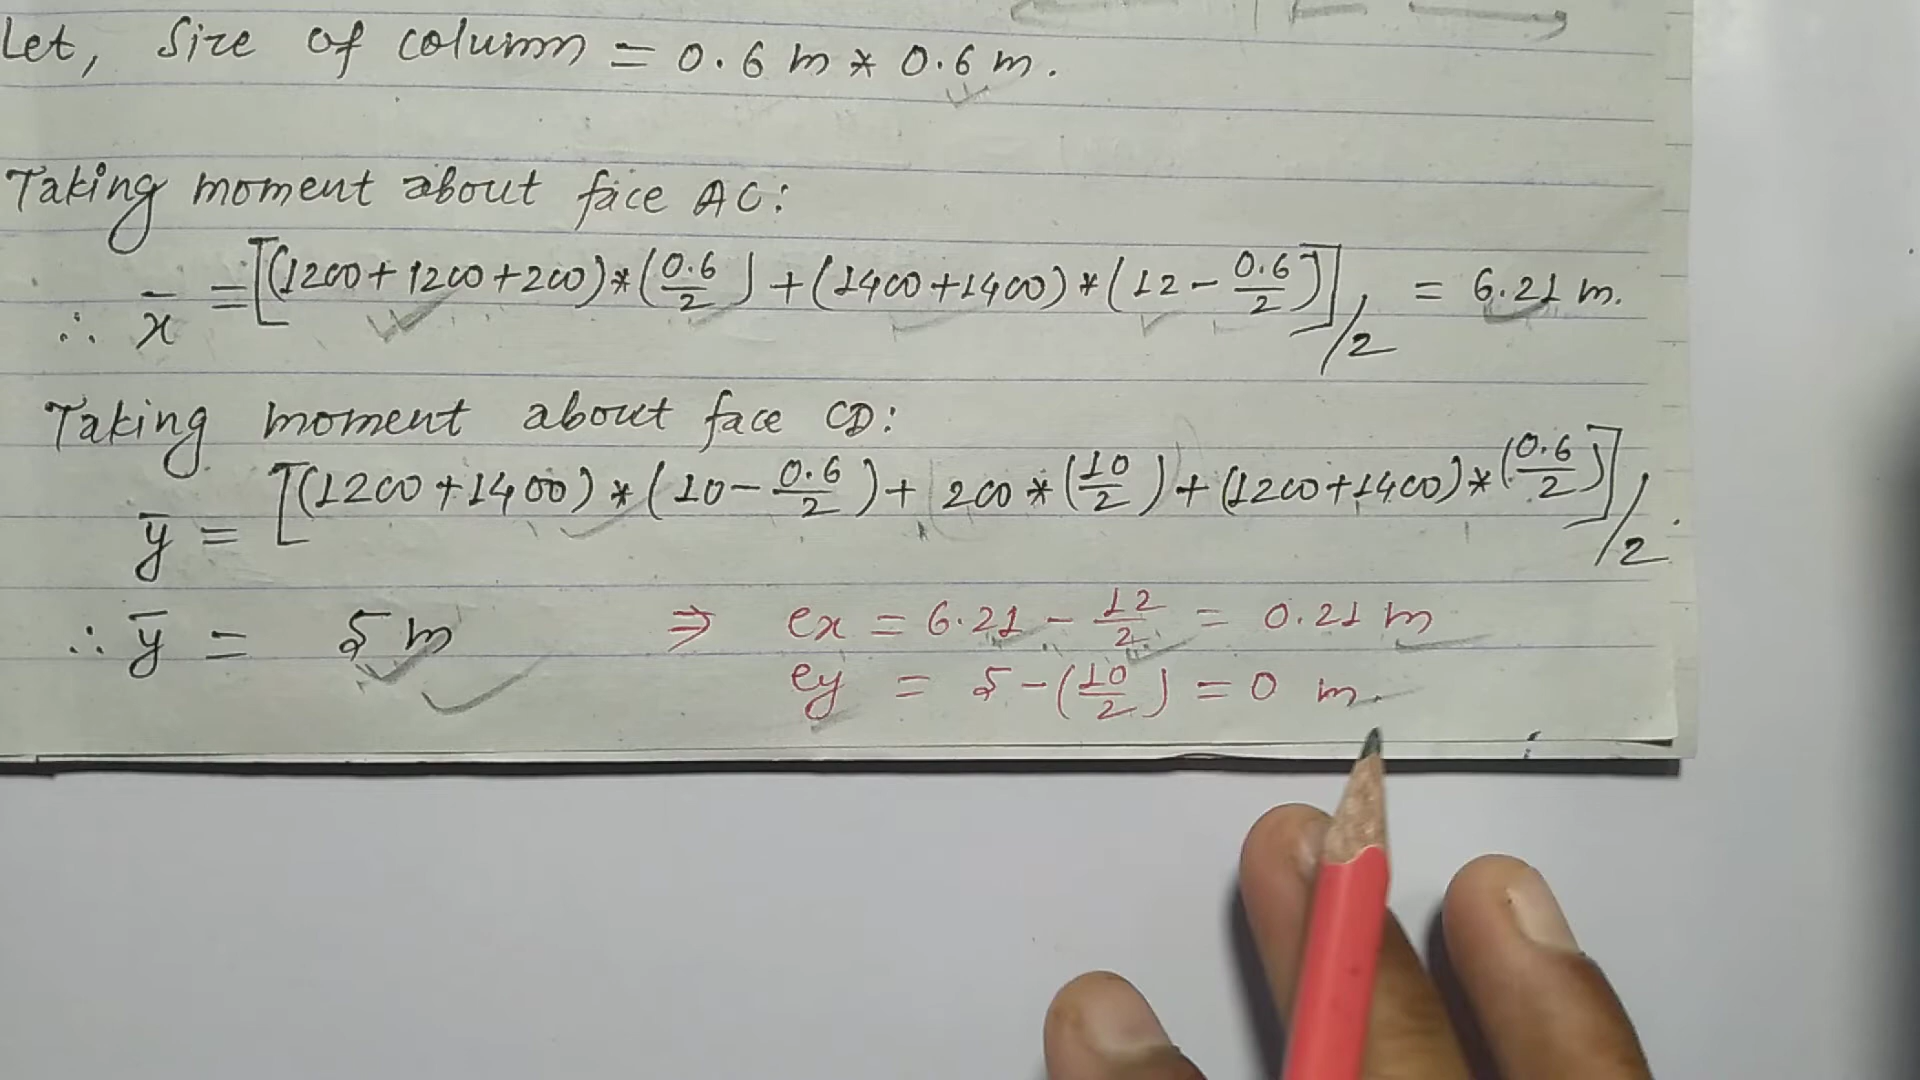 Let, Size of column = 0.6 m * 0.6 m.
Taking moment about face AC:
∴ x̄ = [(1200+1200+200)*(0.6/2)+(1400+1400)*(12-0.6/2)]/2 = 6.21 m.
Taking moment about face CD:
ȳ = [(1200+1400)*(10-0.6/2)+200*(10/2)+(1200+1400)*(0.6/2)]/2
∴ ȳ = 5 m ⇒ ex = 6.21 - 12/2 = 0.21 m
ey = 5-(10/2) = 0 m.